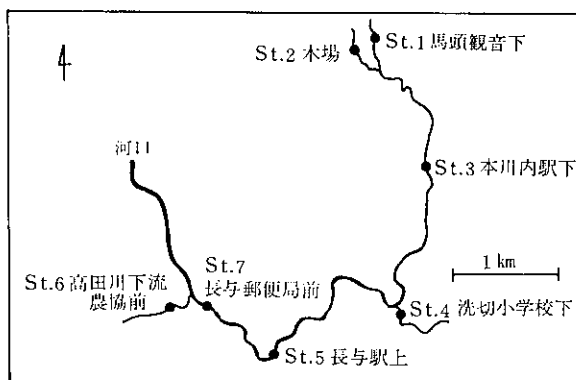 St.1 馬頭観音下
St.2 木場
河口
St.3 本川内駅下
1 km
St.7
長与郵便局前
St.6 高田川下流
農協前
St.4 洗切小学校下
St.5 長与駅上